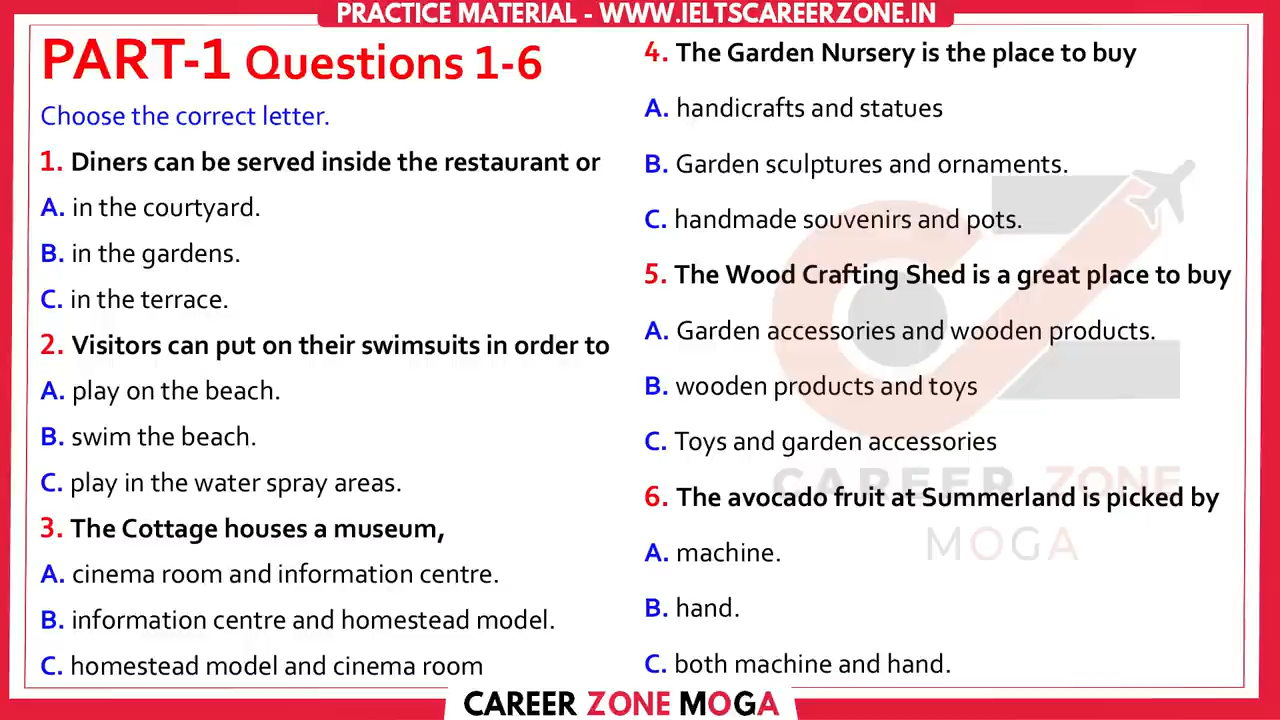 PRACTICE MATERIAL - WWW.IELTSCAREERZONE.IN
PART-1 Questions 1-6
Choose the correct letter.
1. Diners can be served inside the restaurant or
A. in the courtyard.
B. in the gardens.
C. in the terrace.
2. Visitors can put on their swimsuits in order to
A. play on the beach.
B. swim the beach.
C. play in the water spray areas.
3. The Cottage houses a museum,
A. cinema room and information centre.
B. information centre and homestead model.
C. homestead model and cinema room
4. The Garden Nursery is the place to buy
A. handicrafts and statues
B. Garden sculptures and ornaments.
C. handmade souvenirs and pots.
5. The Wood Crafting Shed is a great place to buy
A. Garden accessories and wooden products.
B. wooden products and toys
C. Toys and garden accessories
6. The avocado fruit at Summerland is picked by
A. machine.
B. hand.
C. both machine and hand.
CAREER ZONE
MOGA
CAREER ZONE MOGA